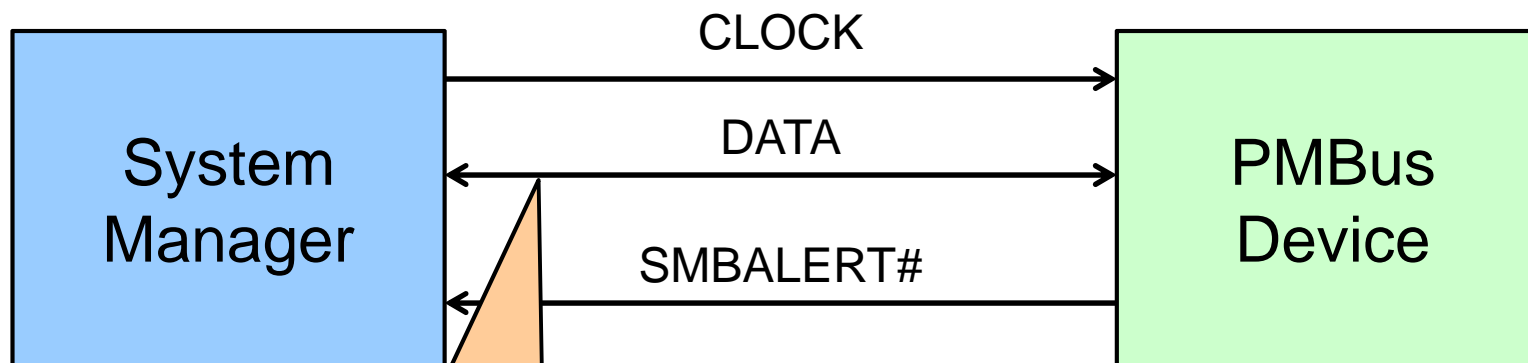 CLOCK
DATA
System
Manager
PMBus
Device
SMBALERT#